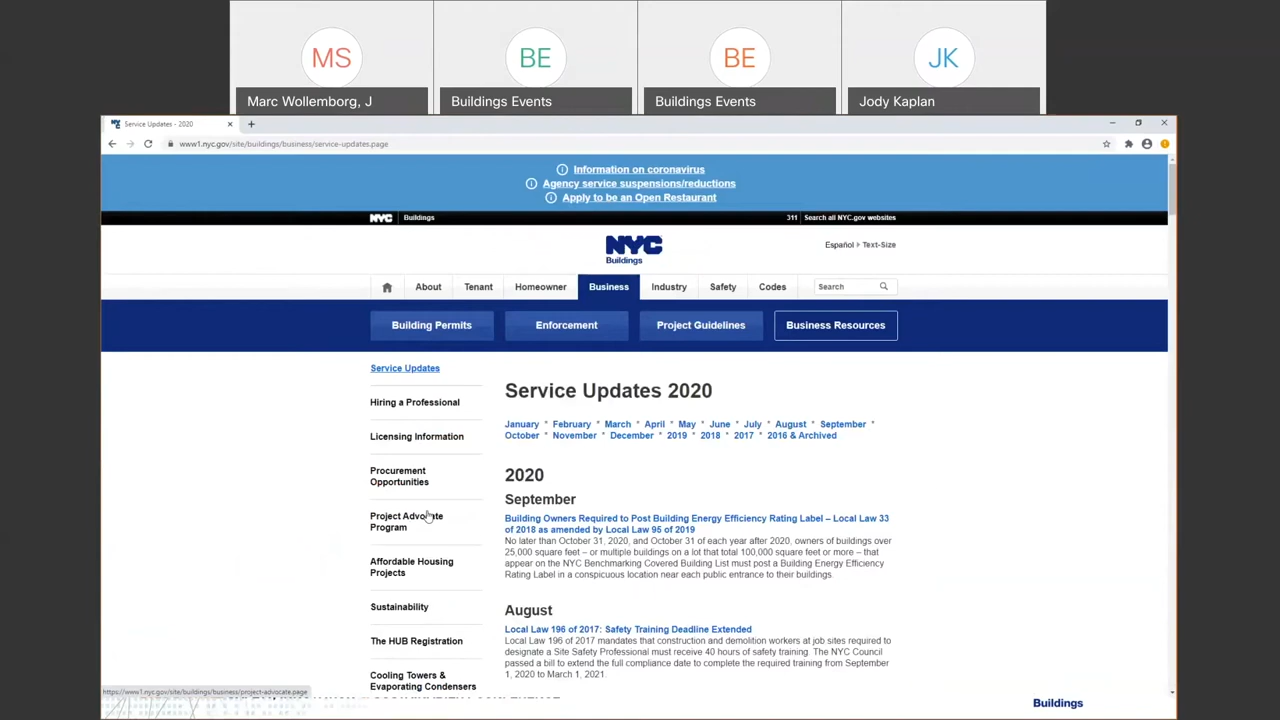 MS
BE
BE
JK
Marc Wollemborg, J
Buildings Events
Buildings Events
Jody Kaplan
Service Updates - 2020
www1.nyc.gov/site/buildings/business/service-updates.page
Information on coronavirus
Agency service suspensions/reductions
Apply to be an Open Restaurant
NYC Buildings
311 Search all NYC.gov websites
NYC
Buildings
Español Text-Size
About Tenant Homeowner Business Industry Safety Codes Search
Building Permits Enforcement Project Guidelines Business Resources
Service Updates
Hiring a Professional
Licensing Information
Procurement
Opportunities
Project Advocate
Program
Affordable Housing
Projects
Sustainability
The HUB Registration
Cooling Towers &
Evaporating Condensers
Service Updates 2020
January * February * March * April * May * June * July * August * September *
October * November * December * 2019 * 2018 * 2017 * 2016 & Archived
2020
September
Building Owners Required to Post Building Energy Efficiency Rating Label – Local Law 33
of 2018 as amended by Local Law 95 of 2019
No later than October 31, 2020, and October 31 of each year after 2020, owners of buildings over
25,000 square feet – or multiple buildings on a lot that total 100,000 square feet or more – that
appear on the NYC Benchmarking Covered Building List must post a Building Energy Efficiency
Rating Label in a conspicuous location near each public entrance to their buildings
August
Local Law 196 of 2017: Safety Training Deadline Extended
Local Law 196 of 2017 mandates that construction and demolition workers at job sites required to
designate a Site Safety Professional must receive 40 hours of safety training. The NYC Council
passed a bill to extend the full compliance date to complete the required training from September
1, 2020 to March 1, 2021.
https://www1.nyc.gov/site/buildings/business/project-advocate.page
Buildings